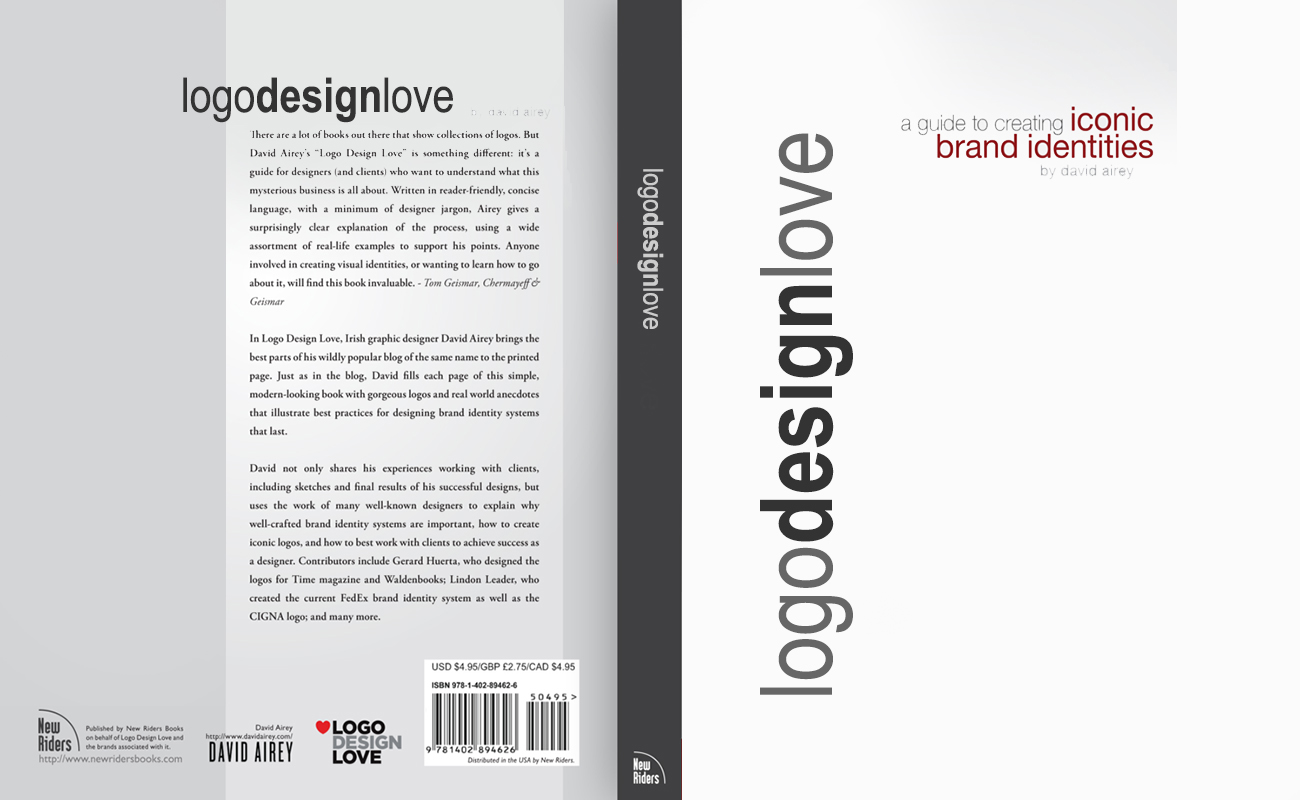 logodesignlove
by david airey
There are a lot of books out there that show collections of logos. But
David Airey's “Logo Design Love” is something different: it's a
guide for designers (and clients) who want to understand what this
mysterious business is all about. Written in reader-friendly, concise
language, with a minimum of designer jargon, Airey gives a
surprisingly clear explanation of the process, using a wide
assortment of real-life examples to support his points. Anyone
involved in creating visual identities, or wanting to learn how to go
about it, will find this book invaluable. - Tom Geismar, Chermayeff &
Geismar
In Logo Design Love, Irish graphic designer David Airey brings the
best parts of his wildly popular blog of the same name to the printed
page. Just as in the blog, David fills each page of this simple,
modern-looking book with gorgeous logos and real world anecdotes
that illustrate best practices for designing brand identity systems
that last.
David not only shares his experiences working with clients,
including sketches and final results of his successful designs, but
uses the work of many well-known designers to explain why
well-crafted brand identity systems are important, how to create
iconic logos, and how to best work with clients to achieve success as
a designer. Contributors include Gerard Huerta, who designed the
logos for Time magazine and Waldenbooks; Lindon Leader, who
created the current FedEx brand identity system as well as the
CIGNA logo; and many more.
New
Riders
Published by New Riders Books
on behalf of Logo Design Love and
the brands associated with it.
http://www.newridersbooks.com
David Airey
http://www.davidairey.com/
DAVID AIREY
LOGO
DESIGN
LOVE
USD $4.95/GBP £2.75/CAD $4.95
ISBN 978-1-402-89462-6
50495>
9 781402 894626
Distributed in the USA by New Riders.
logodesignlove
New
Riders
logodesignlove
a guide to creating iconic
brand identities
by david airey